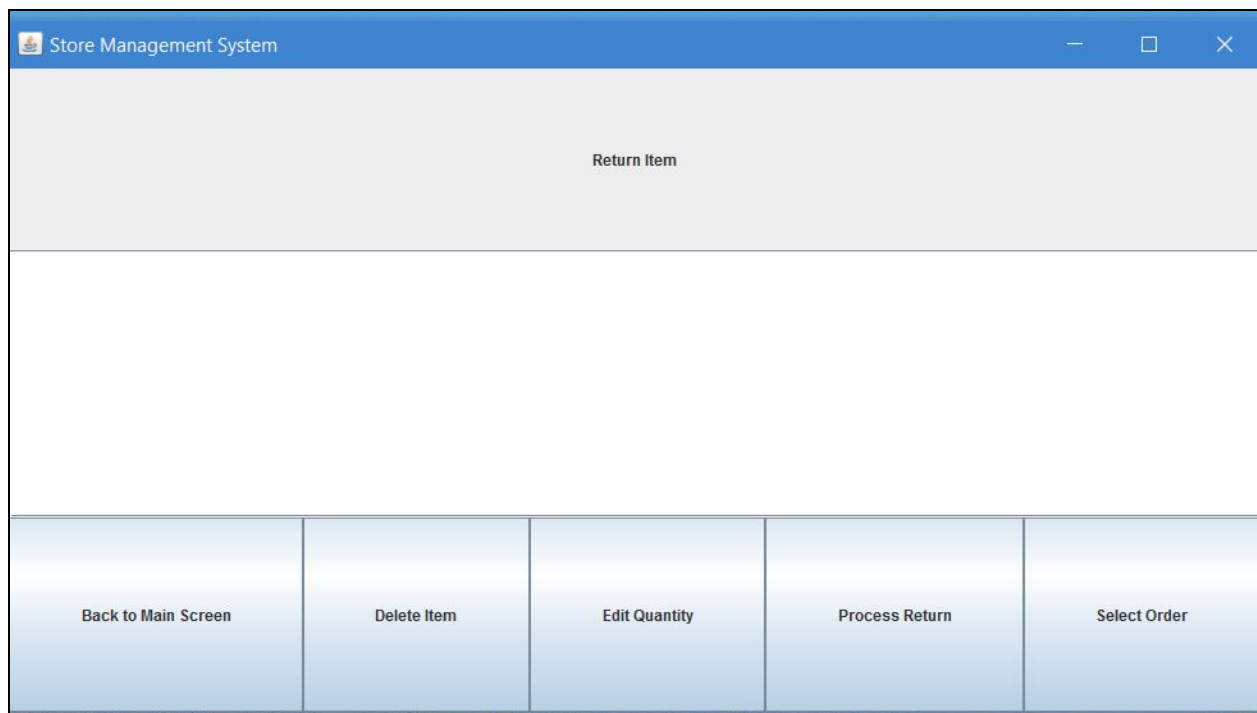 Store Management System
Return Item
Back to Main Screen
Delete Item
Edit Quantity
Process Return
Select Order